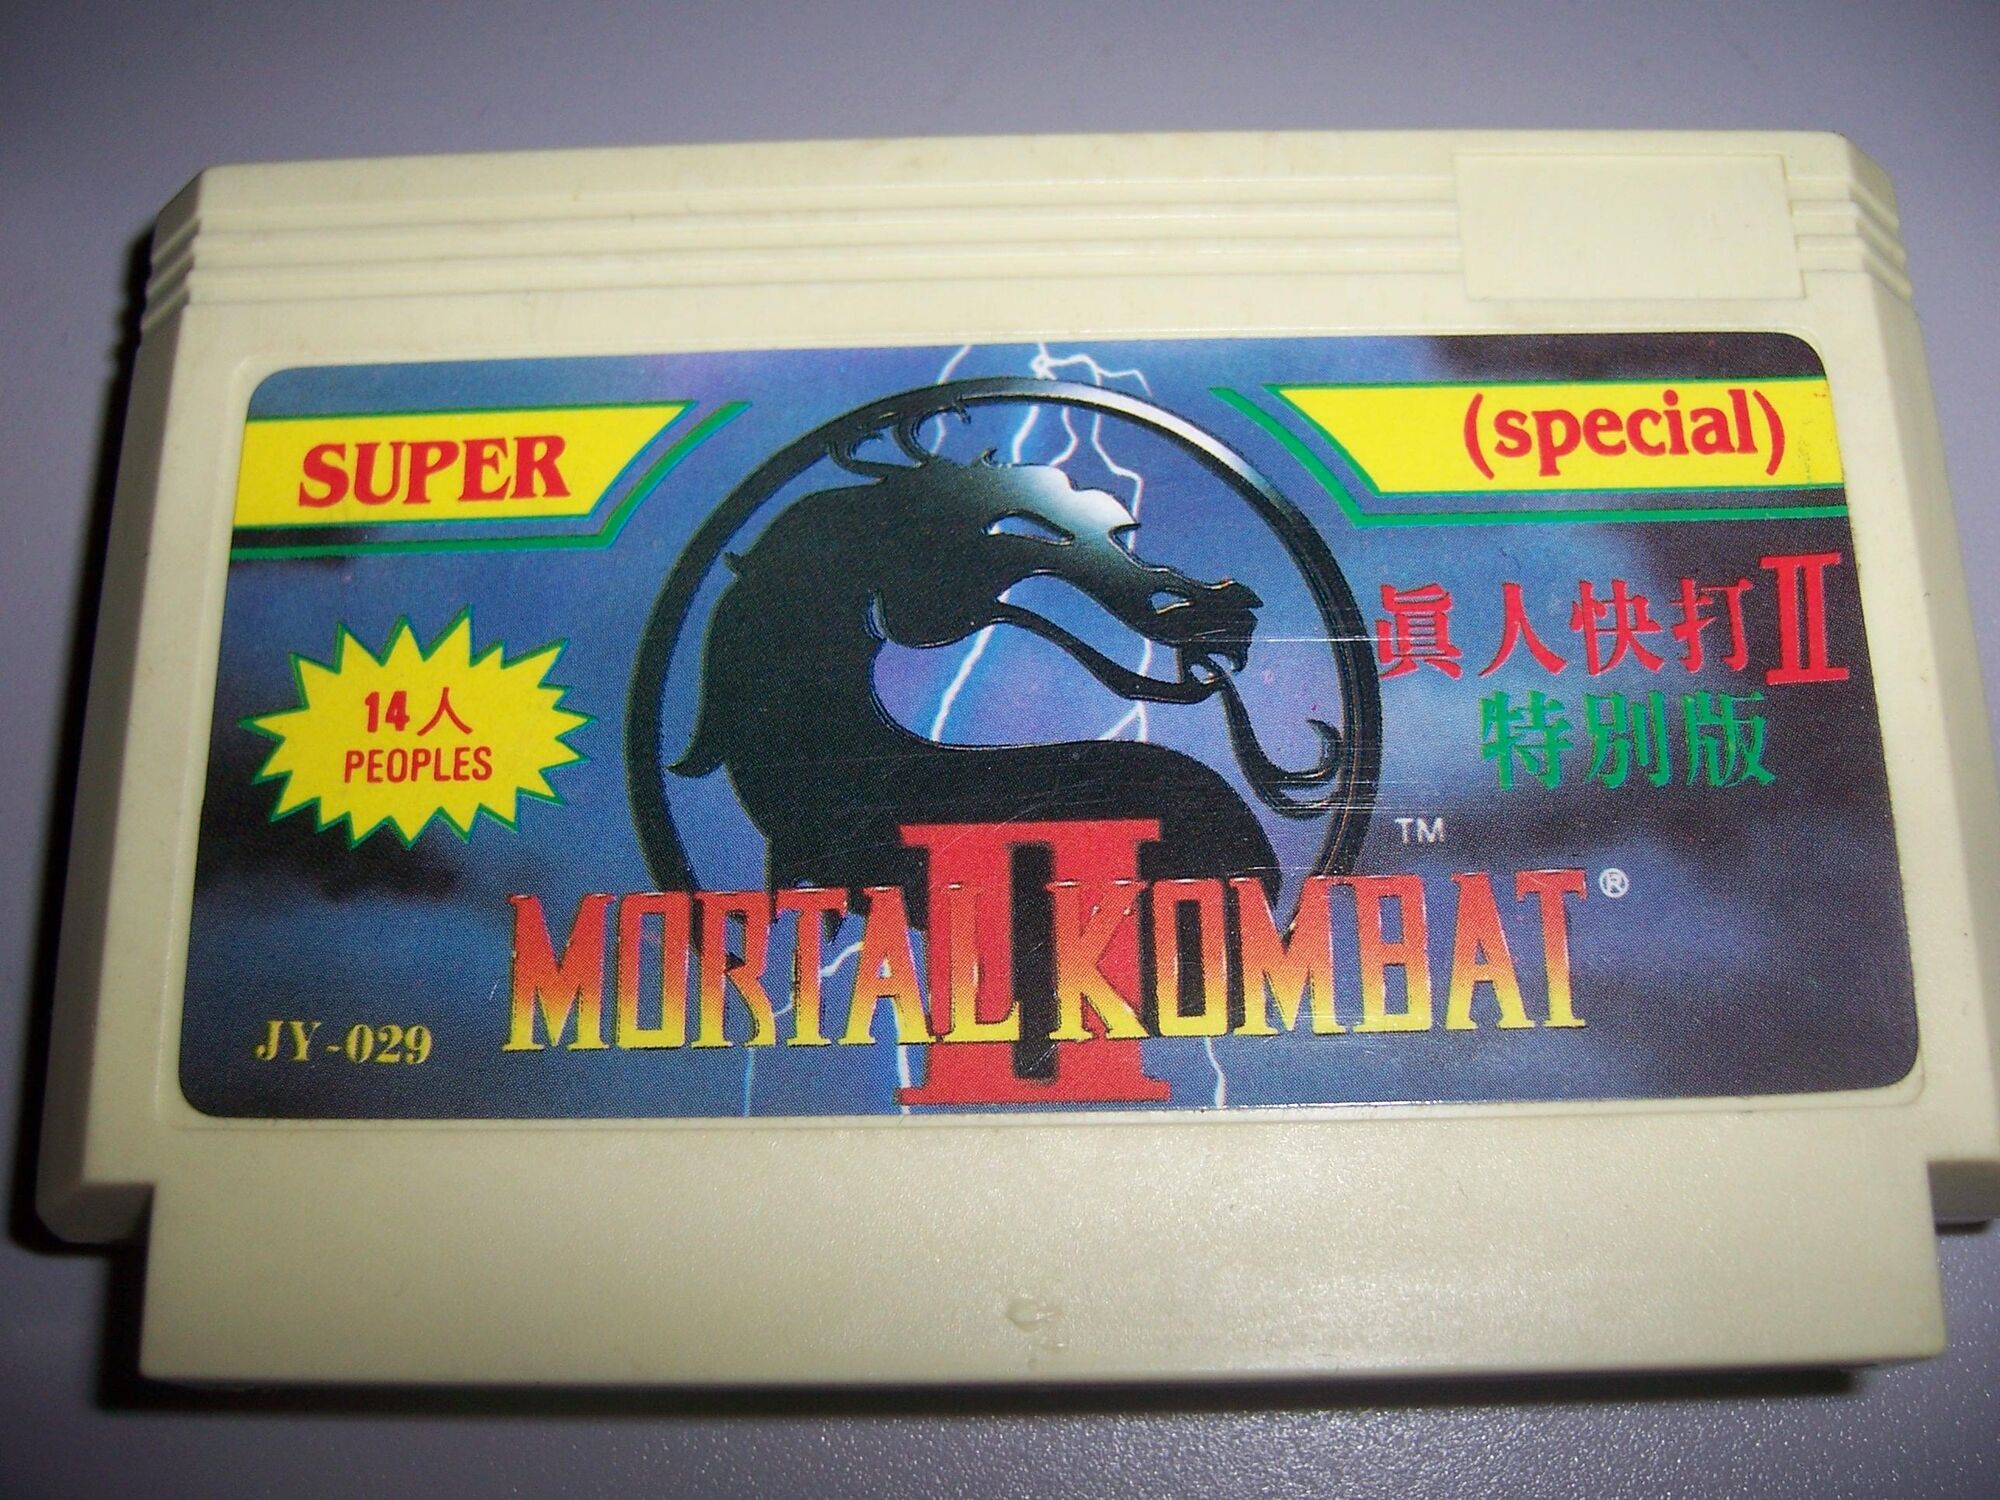 SUPER
(special)
眞人快打II
特別版
14人
PEOPLES
TM
II
MORTAL KOMBAT®
JY-029